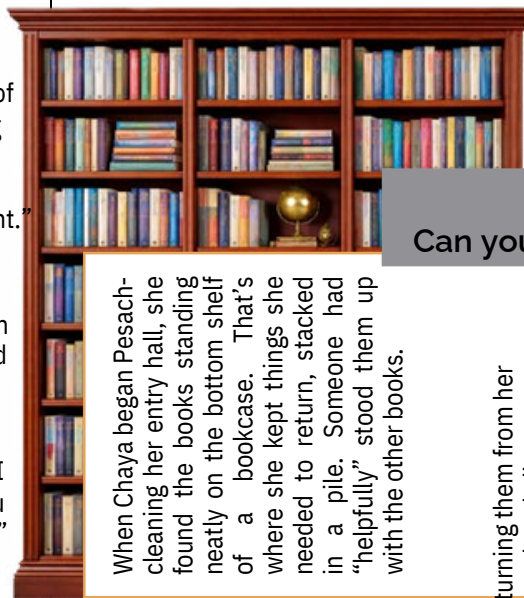 of
nt."
n
d
I
u
"
Can you
When Chaya began Pesach-
cleaning her entry hall, she
found the books standing
neatly on the bottom shelf
of a bookcase. That's
where she kept things she
needed to return, stacked
in a pile. Someone had
"helpfully" stood them up
with the other books.
turning them from her